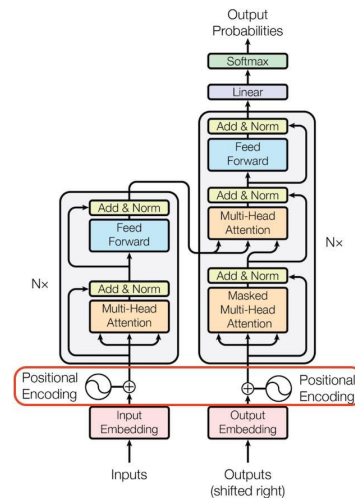 Output
Probabilities
Softmax
Linear
Add & Norm
Feed
Forward
Add & Norm
Multi-Head
Attention
Add & Norm
Masked
Multi-Head
Attention
Nx
Add & Norm
Feed
Forward
Add & Norm
Multi-Head
Attention
Nx
Positional
Encoding
Positional
Encoding
Input
Embedding
Output
Embedding
Inputs
Outputs
(shifted right)